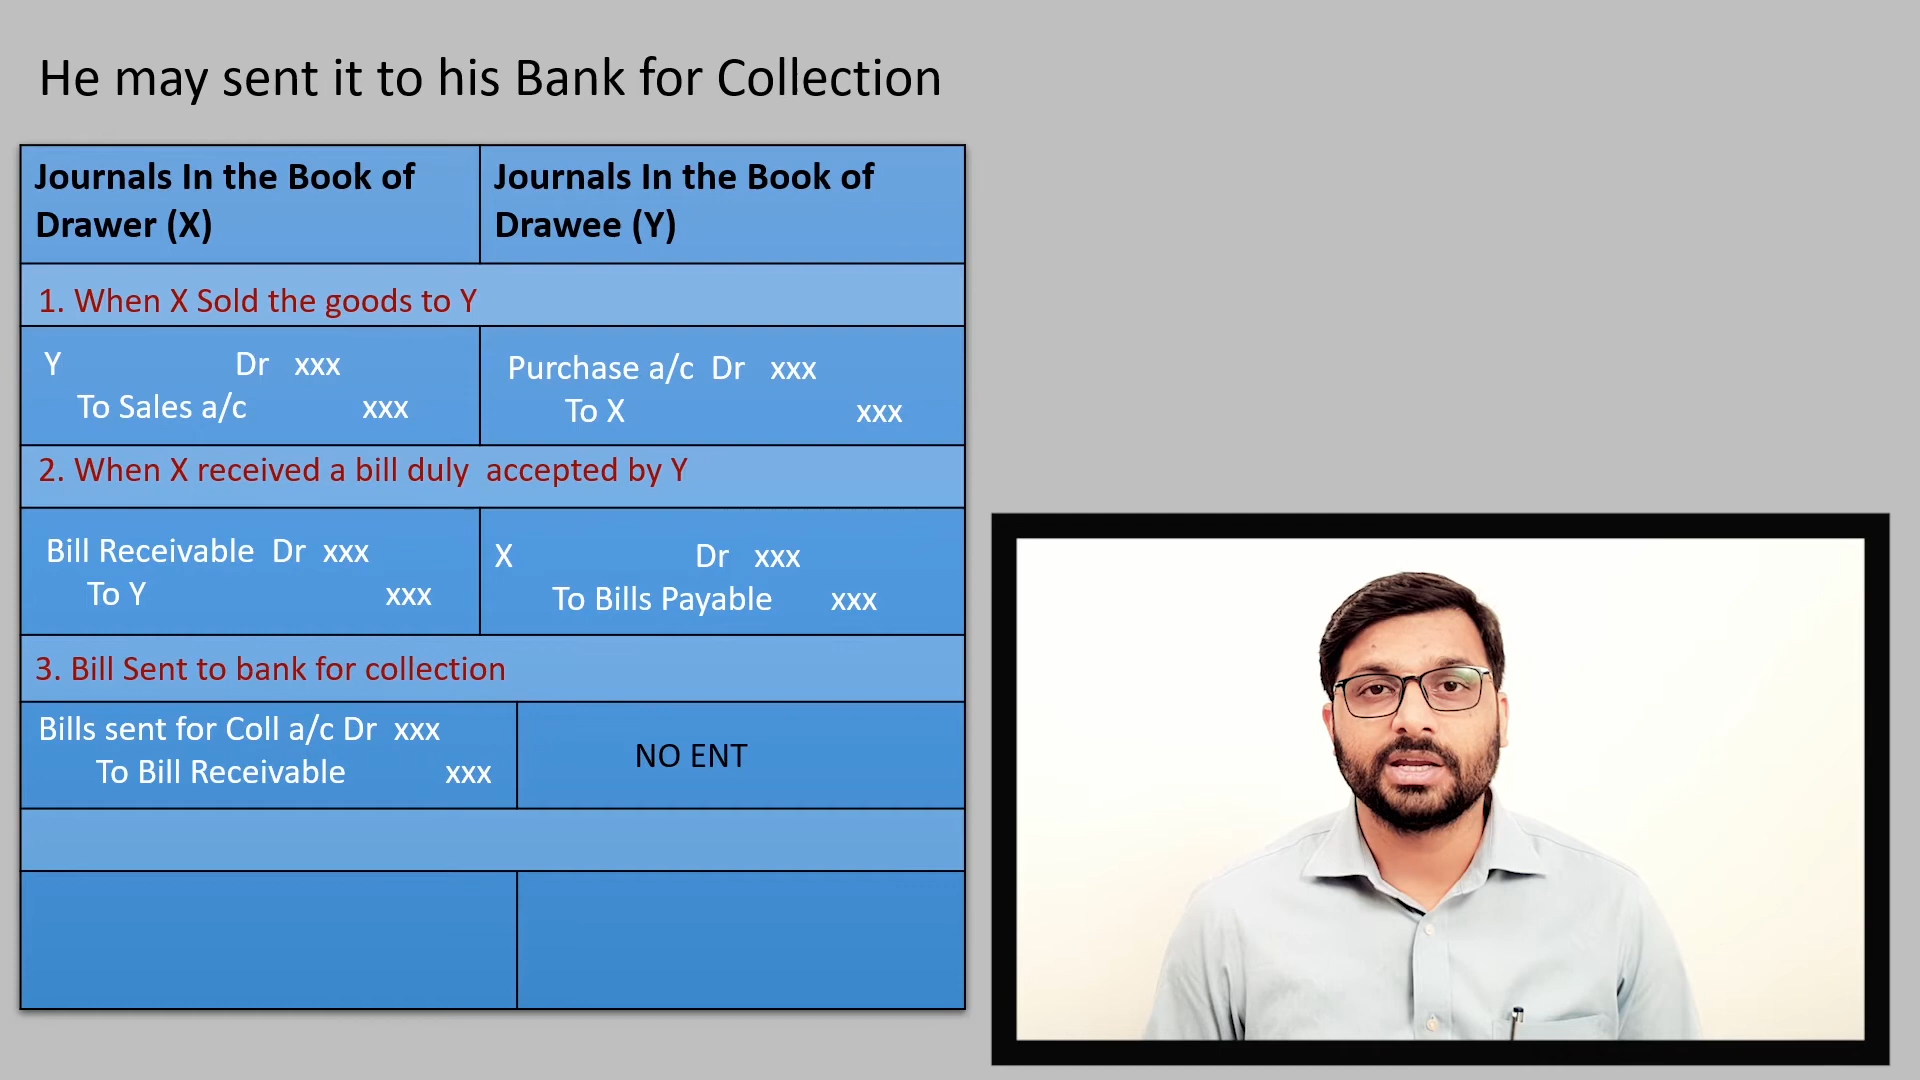 He may sent it to his Bank for Collection
Journals In the Book of
Drawer (X)
Journals In the Book of
Drawee (Y)
1. When X Sold the goods to Y
Y Dr xxx
To Sales a/c xxx
Purchase a/c Dr xxx
To X xxx
2. When X received a bill duly accepted by Y
Bill Receivable Dr xxx
To Y xxx
X Dr xxx
To Bills Payable xxx
3. Bill Sent to bank for collection
Bills sent for Coll a/c Dr xxx
To Bill Receivable xxx
NO ENT